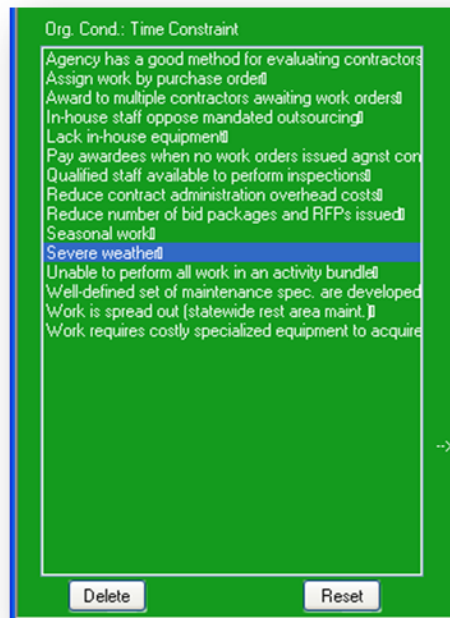 Org. Cond.: Time Constraint
Agency has a good method for evaluating contractors
Assign work by purchase order
Award to multiple contractors awaiting work orders
In-house staff oppose mandated outsourcing
Lack in-house equipment
Pay awardees when no work orders issued agnst con
Qualified staff available to perform inspections
Reduce contract administration overhead costs
Reduce number of bid packages and RFPs issued
Seasonal work
Severe weather
Unable to perform all work in an activity bundle
Well-defined set of maintenance spec. are developed
Work is spread out (statewide rest area maint.)
Work requires costly specialized equipment to acquire
-->
Delete
Reset